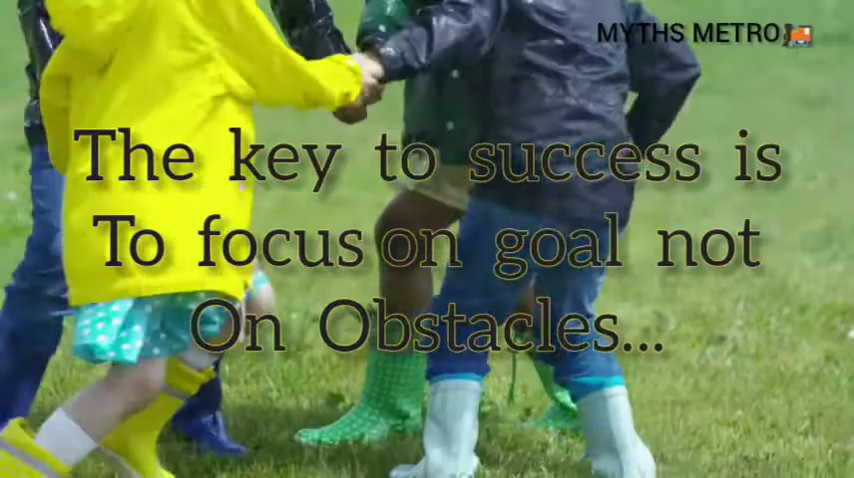 MYTHS METRO🚂
The key to success is
To focus on goal not
On Obstacles...